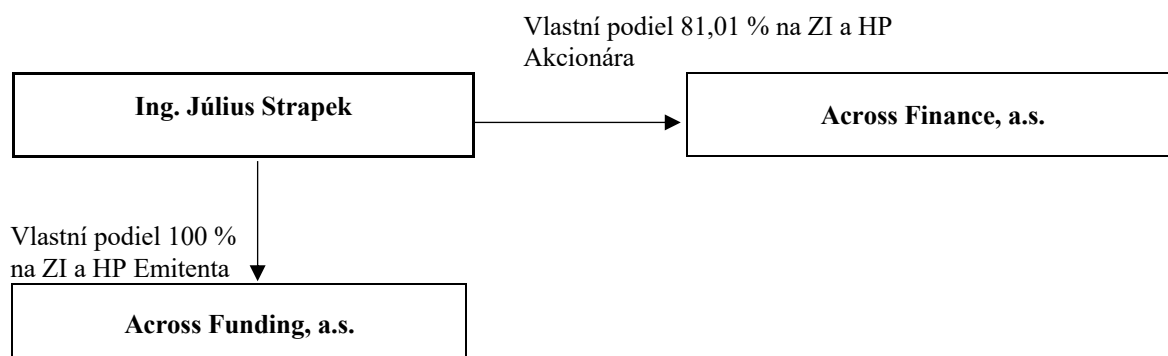 Vlastní podiel 81,01 % na ZI a HP
Akcionára
Ing. Július Strapek
Across Finance, a.s.
Vlastní podiel 100 %
na ZI a HP Emitenta
Across Funding, a.s.